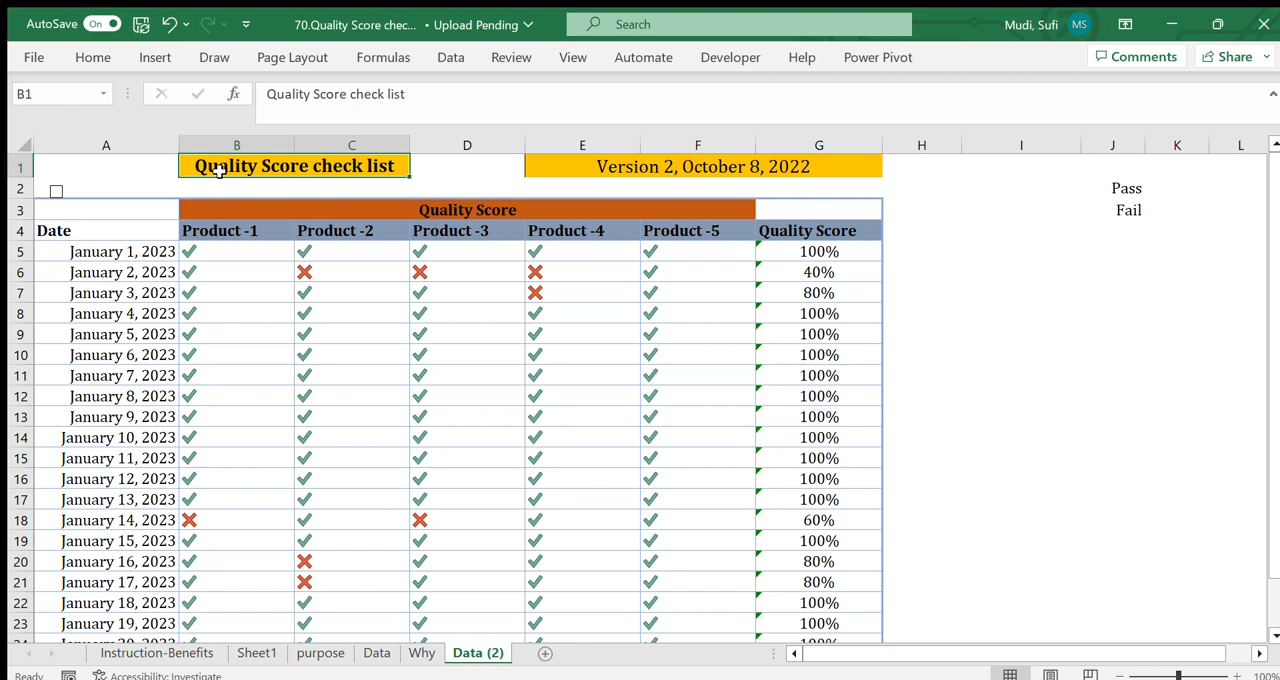 AutoSave On 70.Quality Score chec... • Upload Pending Search Mudi, Sufi MS
File Home Insert Draw Page Layout Formulas Data Review View Automate Developer Help Power Pivot Comments Share
B1 fx Quality Score check list
A B C D E F G H I J K L
1 Quality Score check list Version 2, October 8, 2022
2 Pass
3 Quality Score Fail
4 Date Product -1 Product -2 Product -3 Product -4 Product -5 Quality Score
5 January 1, 2023 100%
6 January 2, 2023 40%
7 January 3, 2023 80%
8 January 4, 2023 100%
9 January 5, 2023 100%
10 January 6, 2023 100%
11 January 7, 2023 100%
12 January 8, 2023 100%
13 January 9, 2023 100%
14 January 10, 2023 100%
15 January 11, 2023 100%
16 January 12, 2023 100%
17 January 13, 2023 100%
18 January 14, 2023 60%
19 January 15, 2023 100%
20 January 16, 2023 80%
21 January 17, 2023 80%
22 January 18, 2023 100%
23 January 19, 2023 100%
24 January 20, 2023 100%
Instruction-Benefits Sheet1 purpose Data Why Data (2)
Ready Accessibility: Investigate 100%